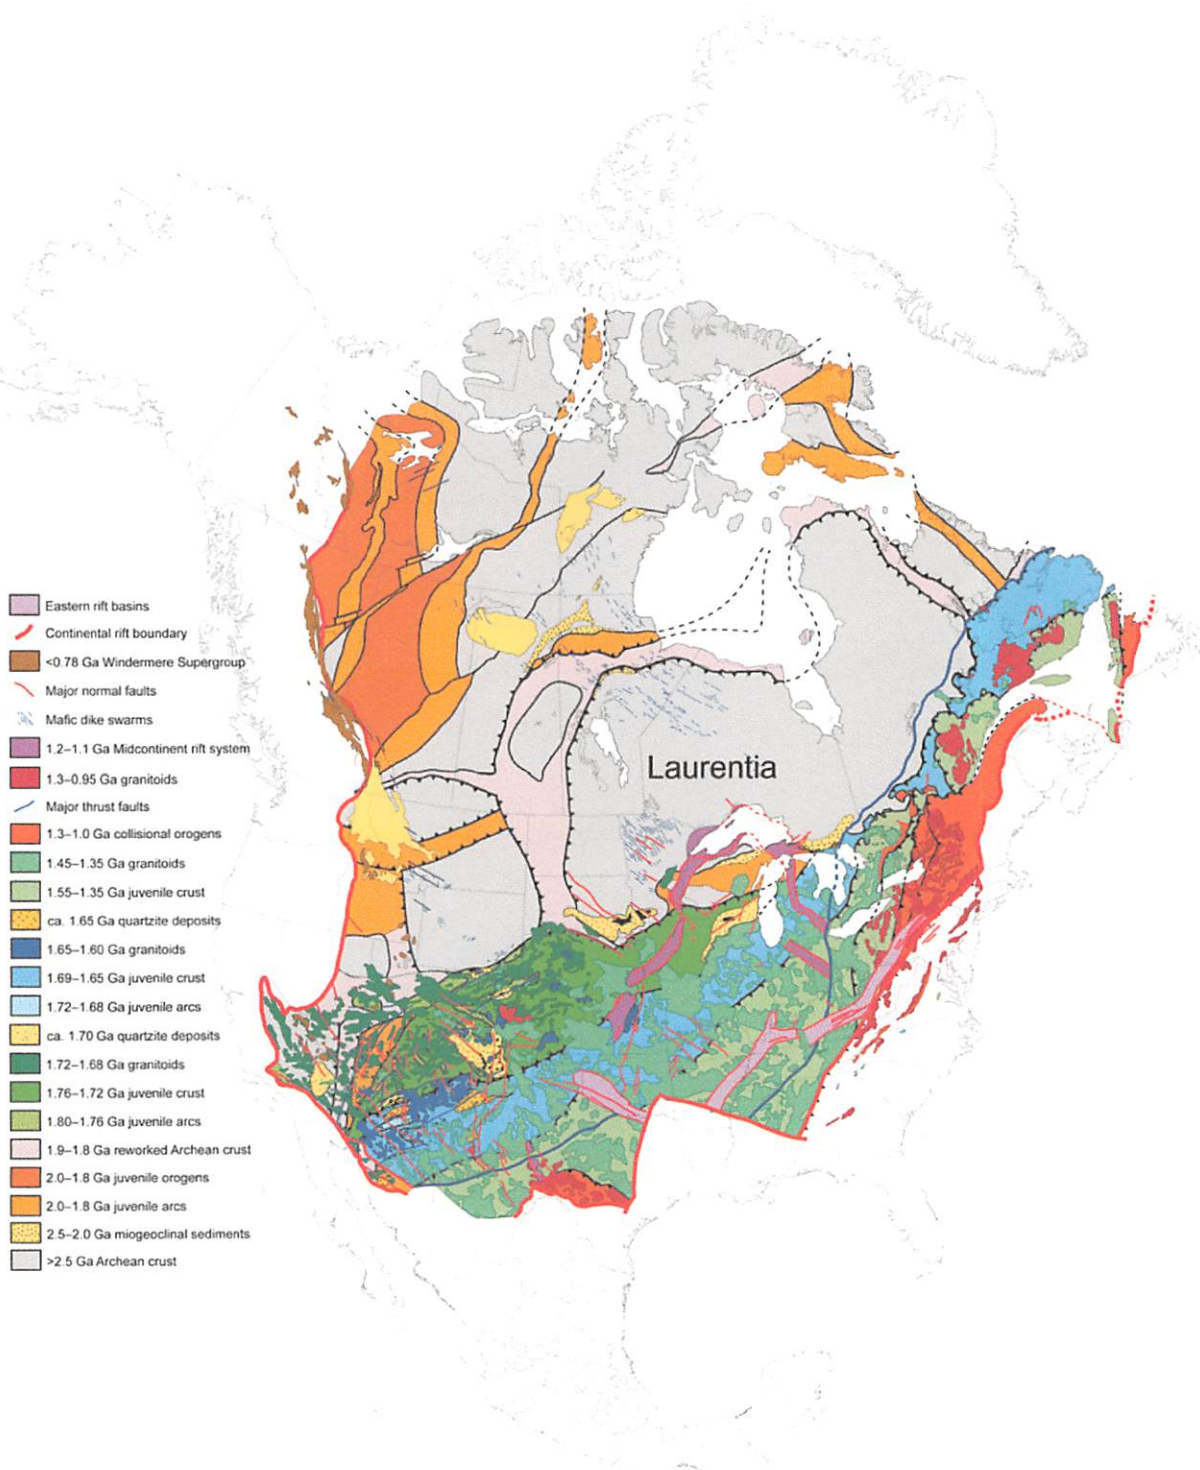 Eastern rift basins
Continental rift boundary
<0.78 Ga Windermere Supergroup
Major normal faults
Mafic dike swarms
1.2–1.1 Ga Midcontinent rift system
1.3–0.95 Ga granitoids
Major thrust faults
1.3–1.0 Ga collisional orogens
1.45–1.35 Ga granitoids
1.55–1.35 Ga juvenile crust
ca. 1.65 Ga quartzite deposits
1.65–1.60 Ga granitoids
1.69–1.65 Ga juvenile crust
1.72–1.68 Ga juvenile arcs
ca. 1.70 Ga quartzite deposits
1.72–1.68 Ga granitoids
1.76–1.72 Ga juvenile crust
1.80–1.76 Ga juvenile arcs
1.9–1.8 Ga reworked Archean crust
2.0–1.8 Ga juvenile orogens
2.0–1.8 Ga juvenile arcs
2.5–2.0 Ga miogeoclinal sediments
>2.5 Ga Archean crust
Laurentia